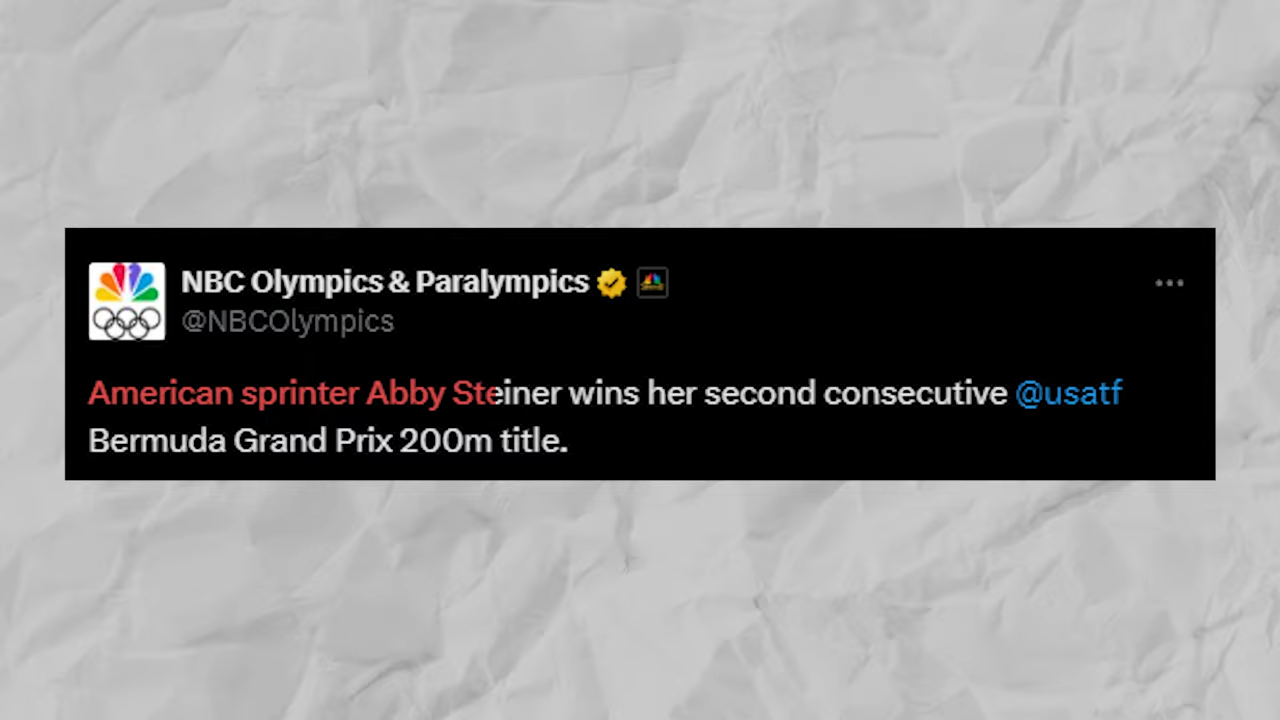 NBC Olympics & Paralympics
@NBCOlympics
American sprinter Abby Steiner wins her second consecutive @usatf
Bermuda Grand Prix 200m title.